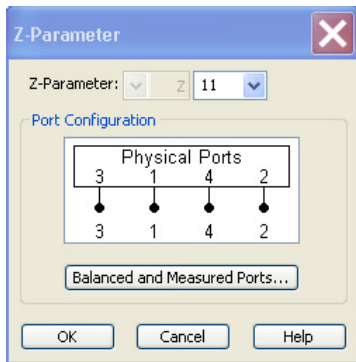 Z-Parameter
Z-Parameter: Z 11
Port Configuration
Physical Ports
3 1 4 2
3 1 4 2
Balanced and Measured Ports...
OK Cancel Help